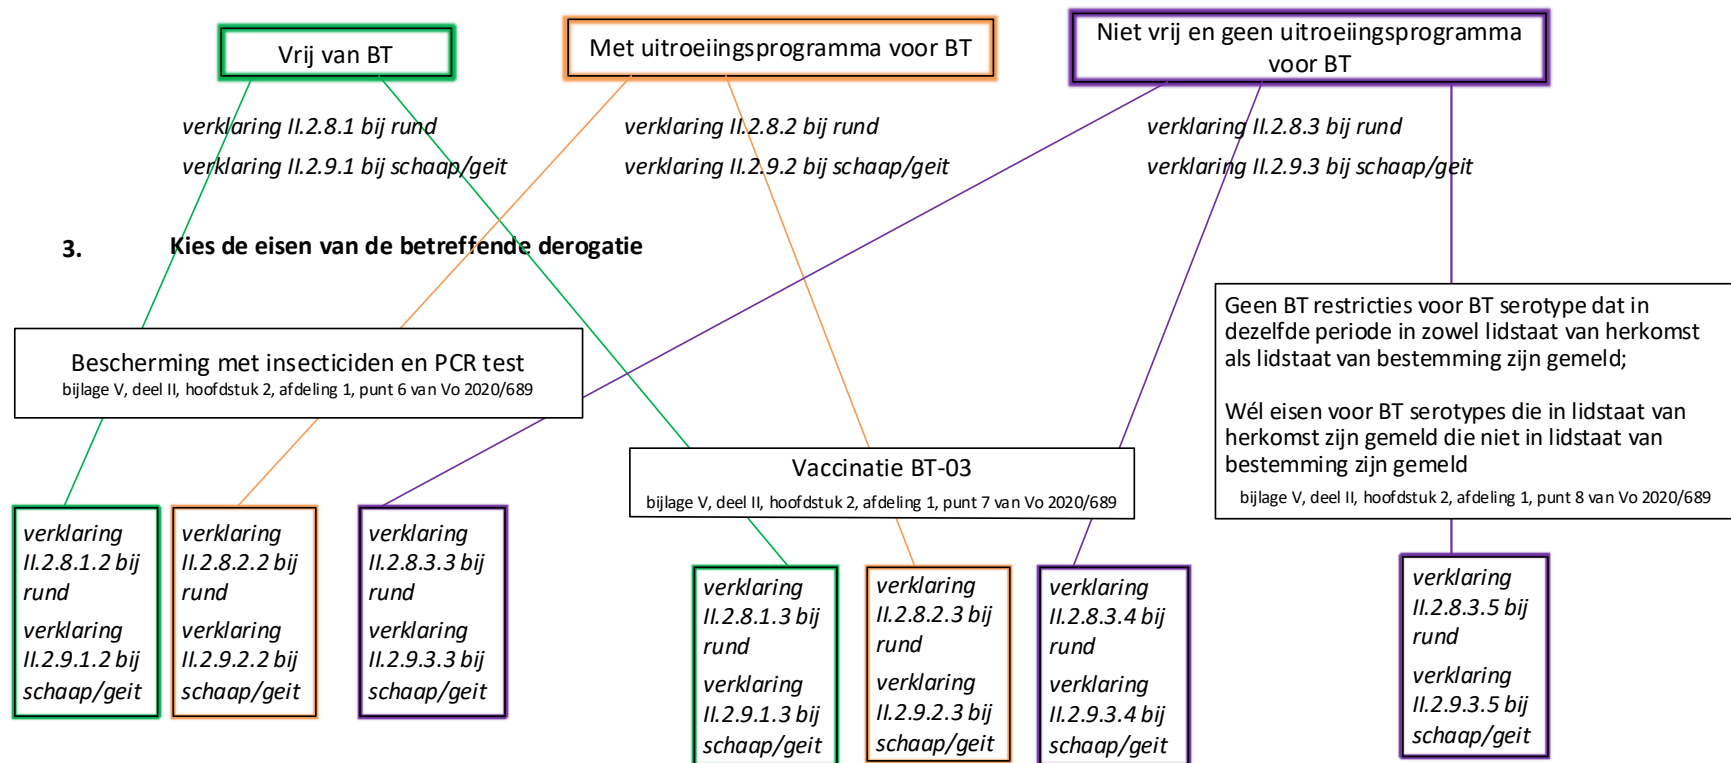 Vrij van BT
Met uitroeiingsprogramma voor BT
Niet vrij en geen uitroeiingsprogramma
voor BT
verklaring II.2.8.1 bij rund
verklaring II.2.9.1 bij schaap/geit
verklaring II.2.8.2 bij rund
verklaring II.2.9.2 bij schaap/geit
verklaring II.2.8.3 bij rund
verklaring II.2.9.3 bij schaap/geit
3. Kies de eisen van de betreffende derogatie
Bescherming met insecticiden en PCR test
bijlage V, deel II, hoofdstuk 2, afdeling 1, punt 6 van Vo 2020/689
Vaccinatie BT-03
bijlage V, deel II, hoofdstuk 2, afdeling 1, punt 7 van Vo 2020/689
Geen BT restricties voor BT serotype dat in
dezelfde periode in zowel lidstaat van herkomst
als lidstaat van bestemming zijn gemeld;
Wél eisen voor BT serotypes die in lidstaat van
herkomst zijn gemeld die niet in lidstaat van
bestemming zijn gemeld
bijlage V, deel II, hoofdstuk 2, afdeling 1, punt 8 van Vo 2020/689
verklaring
II.2.8.1.2 bij
rund
verklaring
II.2.9.1.2 bij
schaap/geit
verklaring
II.2.8.2.2 bij
rund
verklaring
II.2.9.2.2 bij
schaap/geit
verklaring
II.2.8.3.3 bij
rund
verklaring
II.2.9.3.3 bij
schaap/geit
verklaring
II.2.8.1.3 bij
rund
verklaring
II.2.9.1.3 bij
schaap/geit
verklaring
II.2.8.2.3 bij
rund
verklaring
II.2.9.2.3 bij
schaap/geit
verklaring
II.2.8.3.4 bij
rund
verklaring
II.2.9.3.4 bij
schaap/geit
verklaring
II.2.8.3.5 bij
rund
verklaring
II.2.9.3.5 bij
schaap/geit